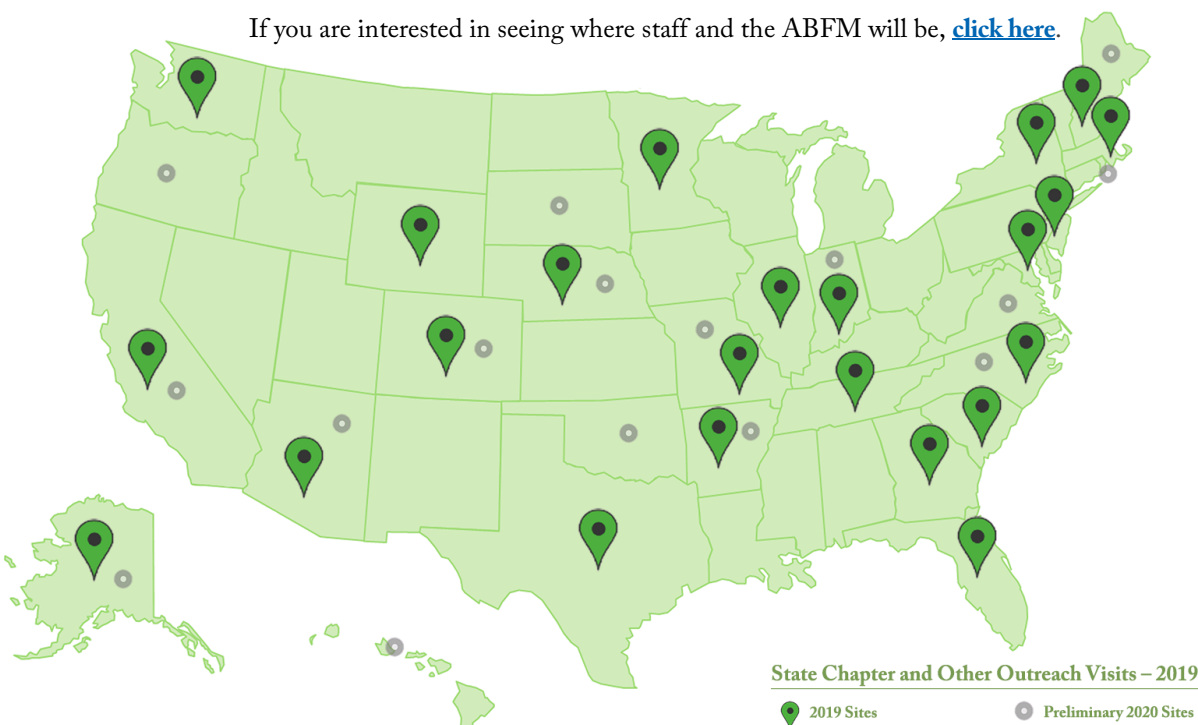 If you are interested in seeing where staff and the ABFM will be, click here.
State Chapter and Other Outreach Visits – 2019
2019 Sites
Preliminary 2020 Sites